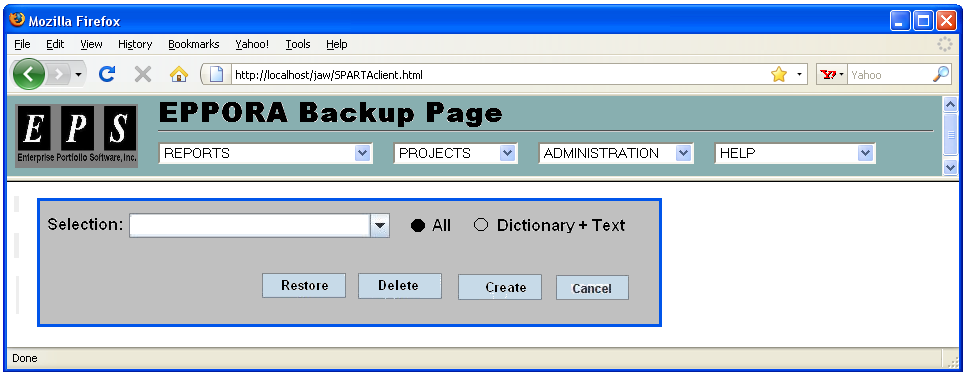 Mozilla Firefox
File Edit View History Bookmarks Yahoo! Tools Help
http://localhost/jaw/SPARTAclient.html Y! Yahoo
EPS
Enterprise Portfolio Software, Inc.
EPPORA Backup Page
REPORTS PROJECTS ADMINISTRATION HELP
Selection: All Dictionary + Text
Restore Delete Create Cancel
Done